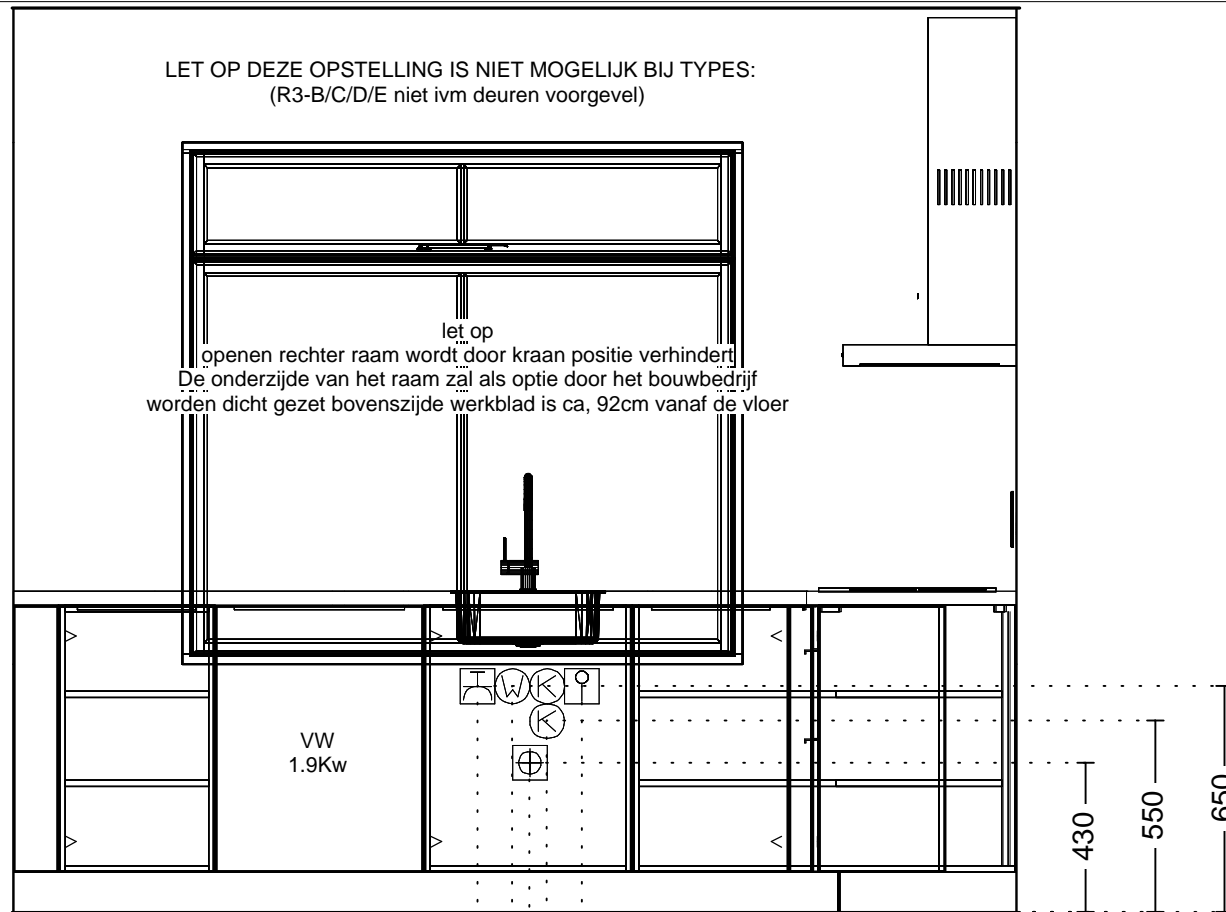 LET OP DEZE OPSTELLING IS NIET MOGELIJK BIJ TYPES:
(R3-B/C/D/E niet ivm deuren voorgevel)
let op
openen rechter raam wordt door kraan positie verhindert
De onderzijde van het raam zal als optie door het bouwbedrijf
worden dicht gezet bovenszijde werkblad is ca, 92cm vanaf de vloer
W K
K
VW
1.9Kw
430
550
650